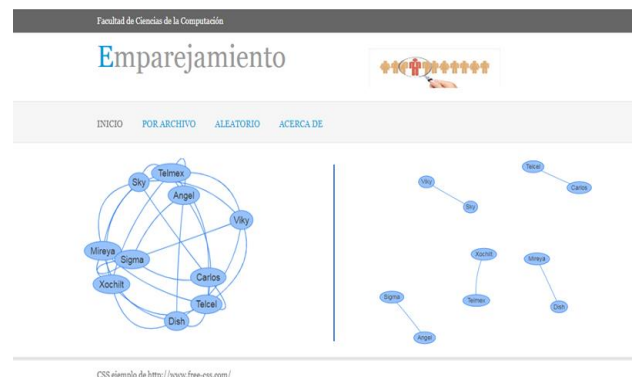 Facultad de Ciencias de la Computación
Emparejamiento
INICIO POR ARCHIVO ALEATORIO ACERCA DE
Telmex
Sky
Angel
Viky
Mireya
Sigma
Xochilt
Carlos
Telcel
Dish
Telcel
Viky
Carlos
Sky
Xochilt
Mireya
Sigma
Telmex
Dish
Angel
CSS ejemplo de http://www.free-css.com/